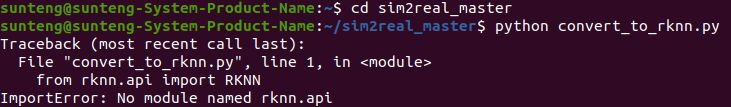 sunteng@sunteng-System-Product-Name:~$ cd sim2real_master
sunteng@sunteng-System-Product-Name:~/sim2real_master$ python convert_to_rknn.py
Traceback (most recent call last):
  File "convert_to_rknn.py", line 1, in <module>
    from rknn.api import RKNN
ImportError: No module named rknn.api